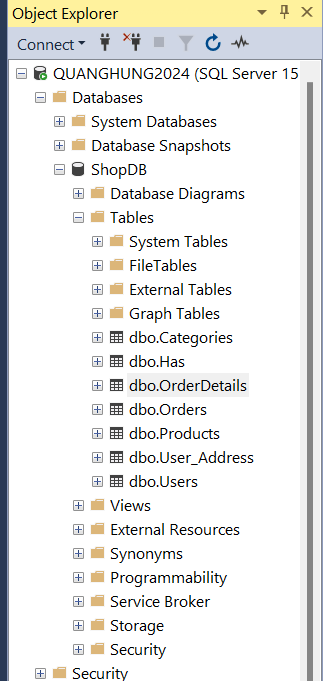 Object Explorer
Connect
QUANGHUNG2024 (SQL Server 15
Databases
System Databases
Database Snapshots
ShopDB
Database Diagrams
Tables
System Tables
FileTables
External Tables
Graph Tables
dbo.Categories
dbo.Has
dbo.OrderDetails
dbo.Orders
dbo.Products
dbo.User_Address
dbo.Users
Views
External Resources
Synonyms
Programmability
Service Broker
Storage
Security
Security